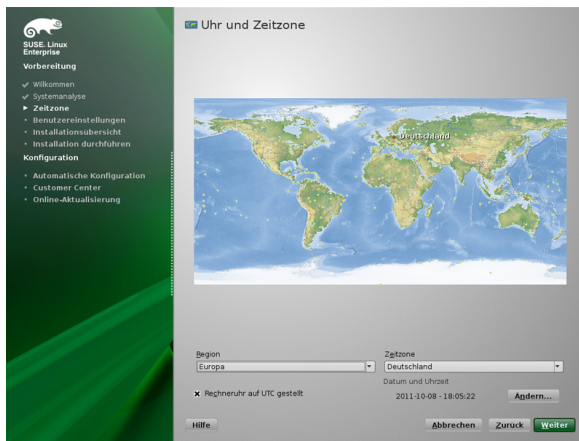 SUSE. Linux
Enterprise
Vorbereitung
Willkommen
Systemanalyse
Zeitzone
Benutzereinstellungen
Installationsübersicht
Installation durchführen
Konfiguration
Automatische Konfiguration
Customer Center
Online-Aktualisierung
Uhr und Zeitzone
Deutschland
Region
Europa
Zeitzone
Deutschland
Rechneruhr auf UTC gestellt
Datum und Uhrzeit
2011-10-08 - 18:05:22
Ändern...
Hilfe
Abbrechen
Zurück
Weiter